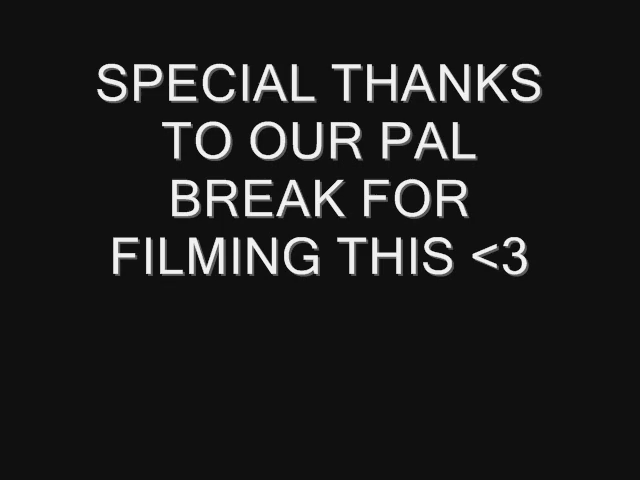 SPECIAL THANKS
TO OUR PAL
BREAK FOR
FILMING THIS <3